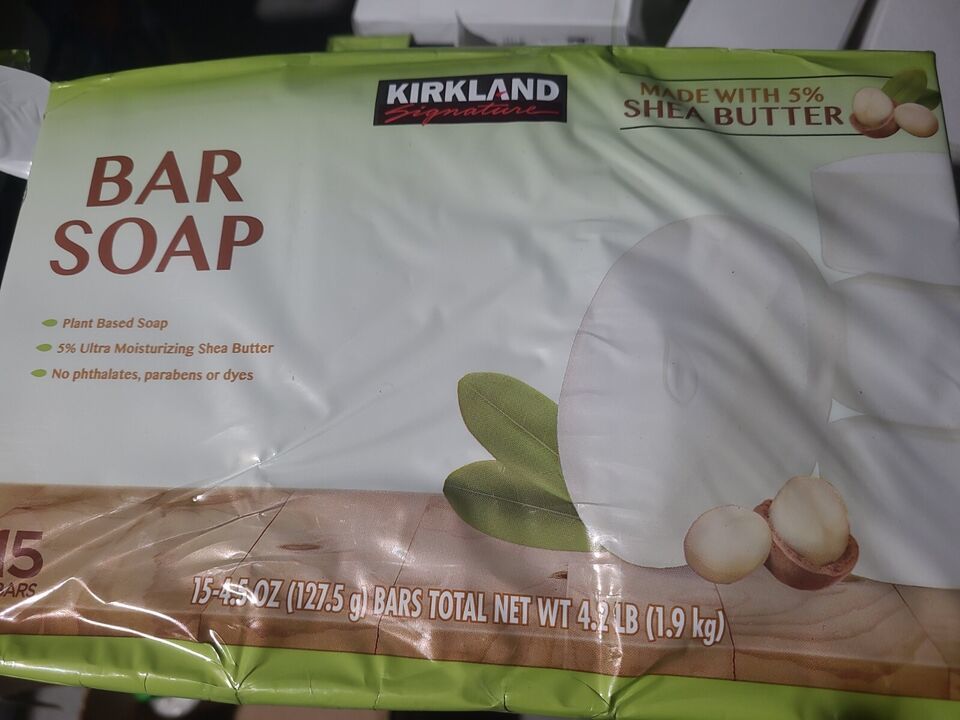 KIRKLAND
Signature
MADE WITH 5%
SHEA BUTTER
BAR
SOAP
Plant Based Soap
5% Ultra Moisturizing Shea Butter
No phthalates, parabens or dyes
15
BARS
15-4.5 OZ (127.5 g) BARS TOTAL NET WT 4.2 LB (1.9 kg)